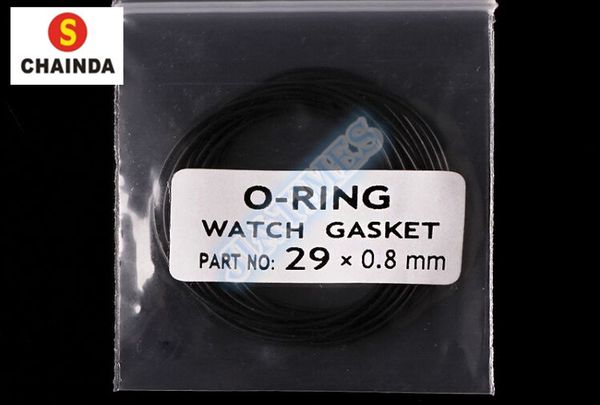 S
CHAINDA
O-RING
WATCH GASKET
PART NO: 29 × 0.8 mm